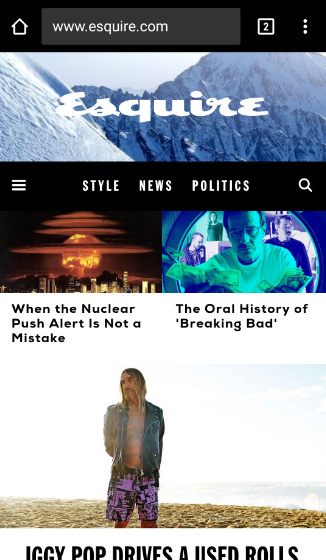 www.esquire.com
2
Esquire
STYLE NEWS POLITICS
When the Nuclear
Push Alert Is Not a
Mistake
The Oral History of
'Breaking Bad'
IGGY POP DRIVES A USED ROLLS